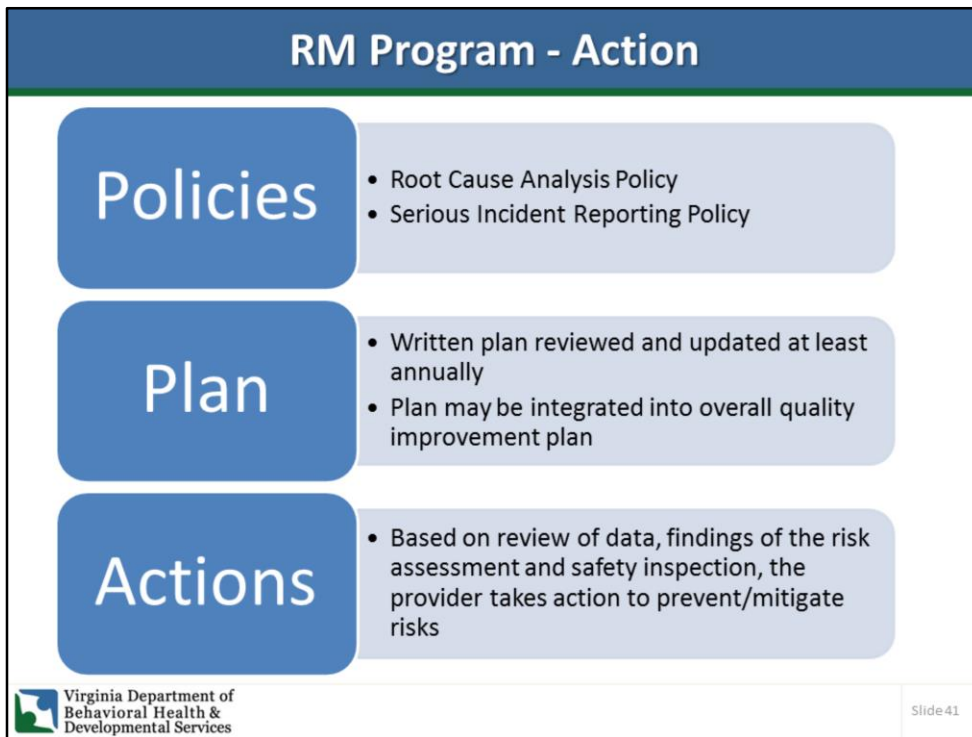 RM Program - Action
Policies
• Root Cause Analysis Policy
• Serious Incident Reporting Policy
Plan
• Written plan reviewed and updated at least
annually
• Plan may be integrated into overall quality
improvement plan
Actions
• Based on review of data, findings of the risk
assessment and safety inspection, the
provider takes action to prevent/mitigate
risks
Virginia Department of
Behavioral Health &
Developmental Services
Slide 41